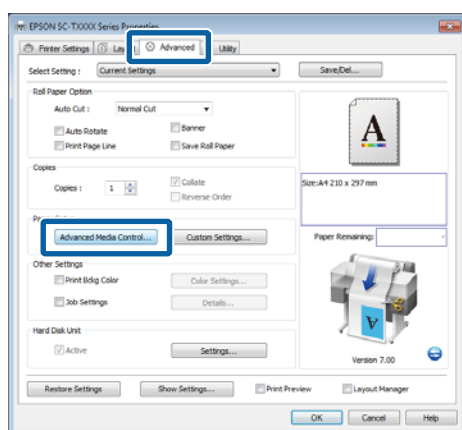 EPSON SC-TXXXX Series Properties
Printer Settings Lay Advanced Utility
Select Setting : Current Settings Save/Del...
Roll Paper Option
Auto Cut : Normal Cut
Auto Rotate Banner
Print Page Line Save Roll Paper
Copies
Copies : 1 Collate
Reverse Order
A
Size:A4 210 x 297 mm
Advanced Media Control... Custom Settings...
Paper Remaining: -
Other Settings
Print Bckg Color Color Settings...
Job Settings Details...
Hard Disk Unit
Active Settings...
A
Version 7.00
Restore Settings Show Settings... Print Preview Layout Manager
OK Cancel Help